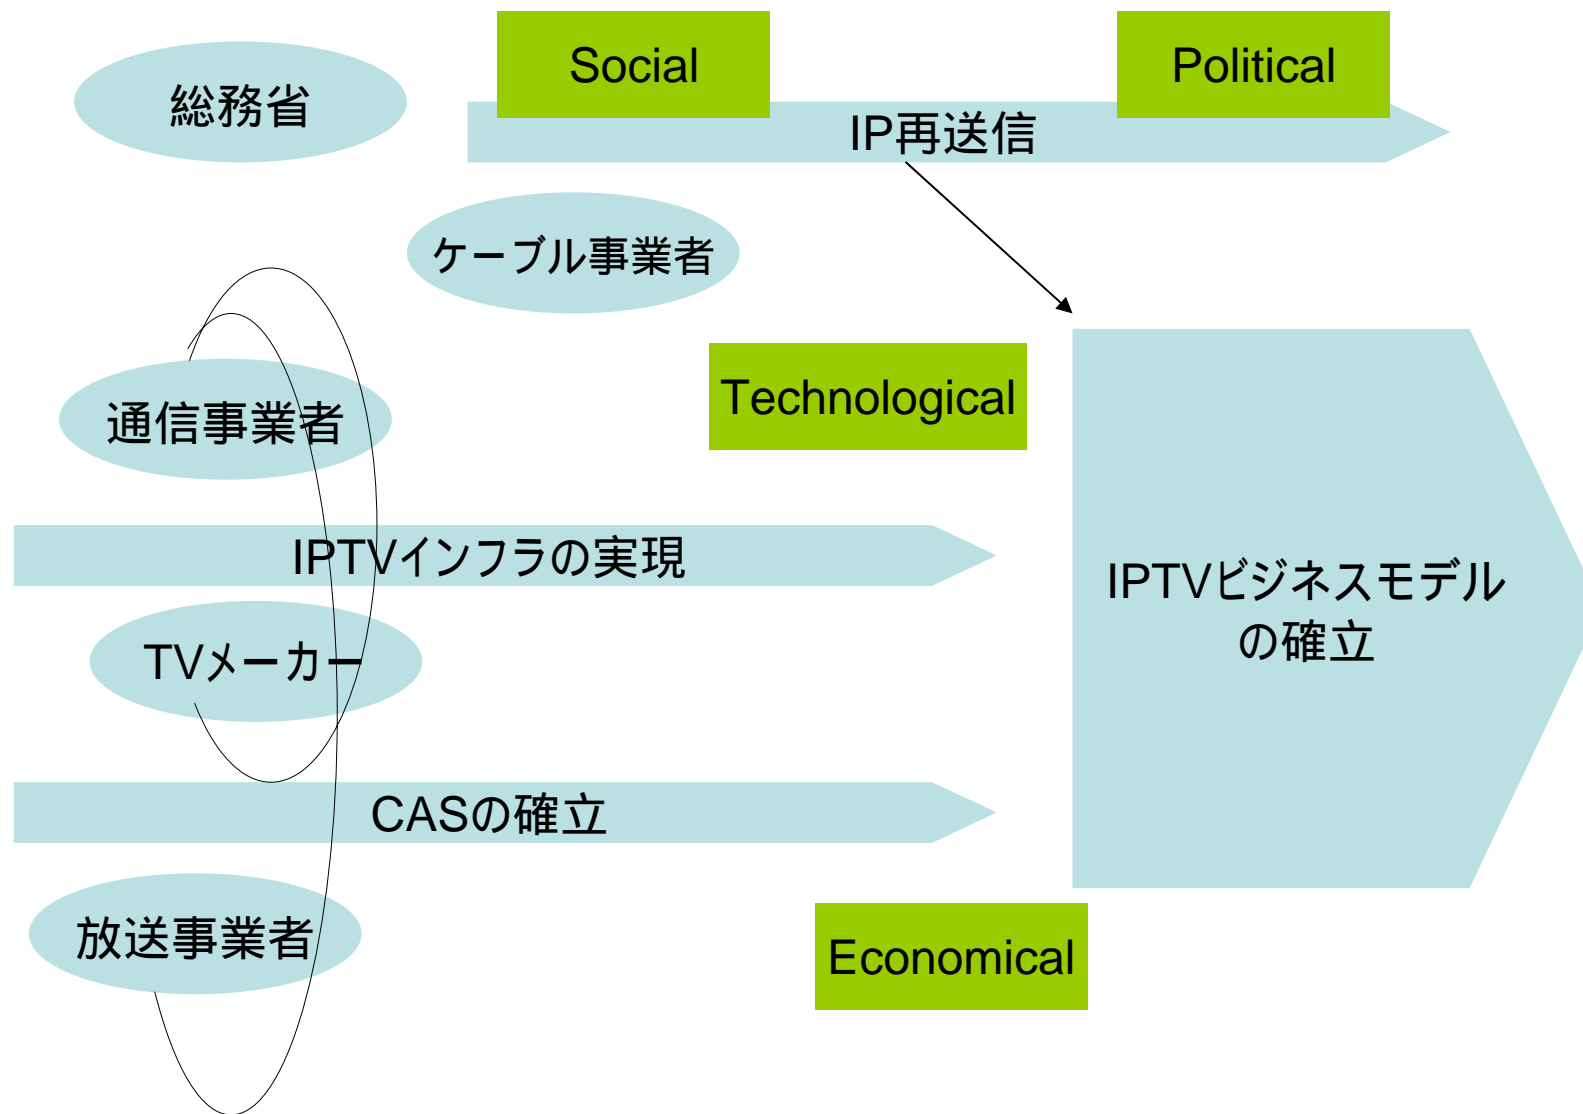 Social
Political
総務省
IP再送信
ケーブル事業者
Technological
通信事業者
IPTVインフラの実現
IPTVビジネスモデル
の確立
TVメーカー
CASの確立
放送事業者
Economical